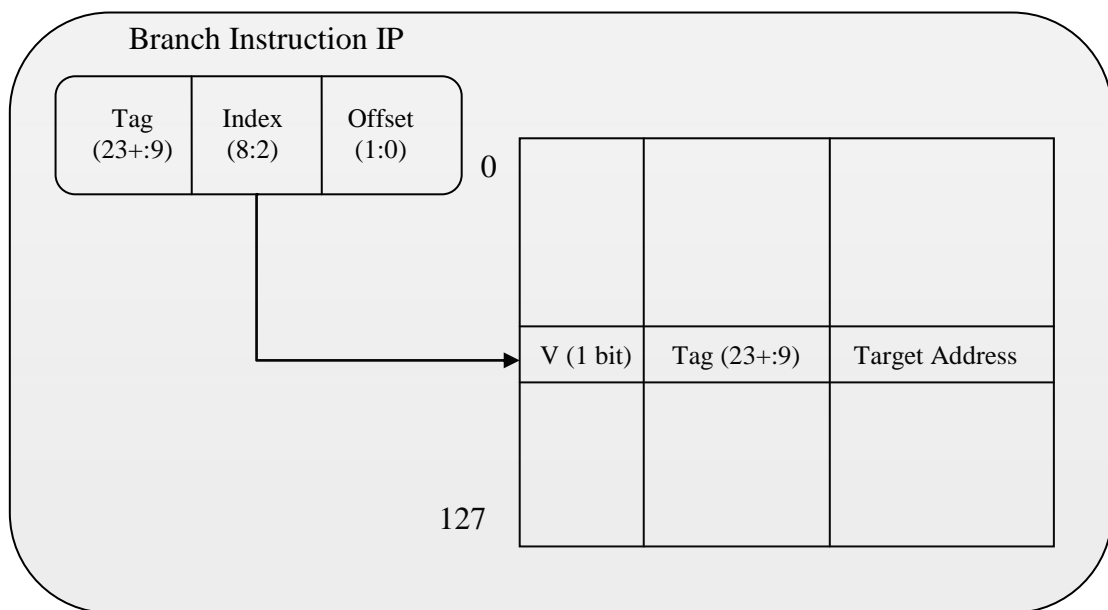 Branch Instruction IP
Tag Index Offset
(23+:9) (8:2) (1:0)
0
V (1 bit) Tag (23+:9) Target Address
127